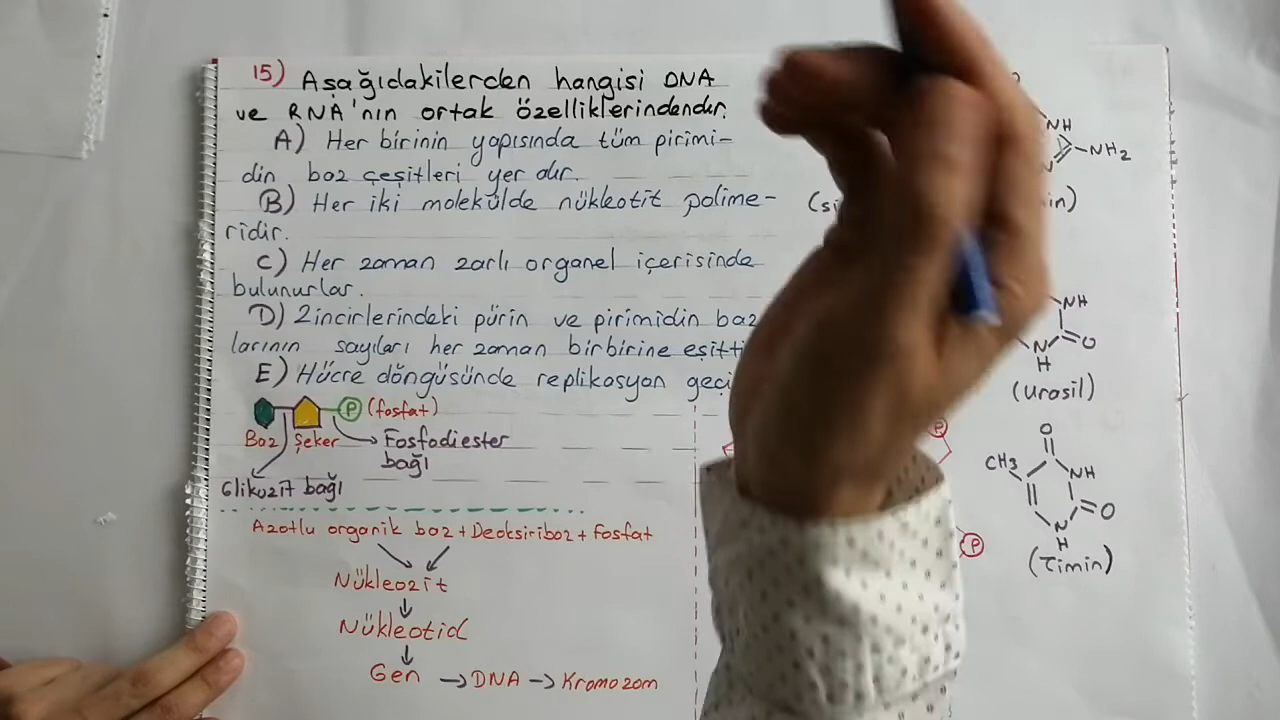 15) Aşağıdakilerden hangisi DNA
ve RNA'nın ortak özelliklerindendir.
A) Her birinin yapısında tüm pirimi-
din baz çeşitleri yer alır.
B) Her iki molekülde nükleotit polime-
ridir.
C) Her zaman zarlı organel içerisinde
bulunurlar.
D) Zincirlerindeki pürin ve pirimidin baz
larının sayıları her zaman birbirine
E) Hücre döngüsünde replikasyon
P (fosfat)
Baz Şeker Fosfodiester
bağı
Glikozit bağı
Azotlu organik baz + Deoksiriboz + Fosfat
Nükleozit
Nükleotid
Gen → DNA → Kromozom
NH
NH2
N
NH
N
H
O
(urasil)
P
P
O
CH3
NH
O
N
H
(Timin)